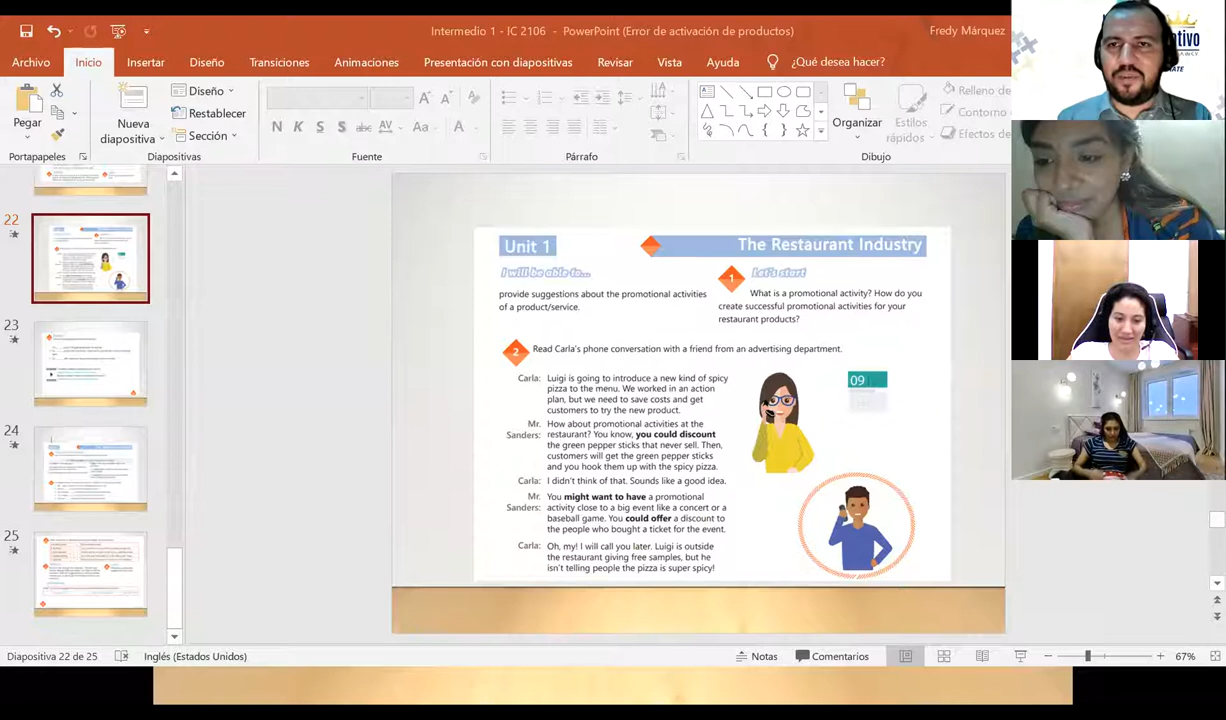 Intermedio 1 - IC 2106 - PowerPoint (Error de activación de productos)
Fredy Márquez
Archivo
Inicio
Insertar
Diseño
Transiciones
Animaciones
Presentación con diapositivas
Revisar
Vista
Ayuda
¿Qué desea hacer?
Pegar
Nueva
diapositiva
Diseño
Restablecer
Sección
N K S S abc AV Aa A
Organizar
Estilos
rápidos
Relleno de
Contorno
Efectos de
Portapapeles
Diapositivas
Fuente
Párrafo
Dibujo
22
23
24
25
Unit 1
The Restaurant Industry
I will be able to...
provide suggestions about the promotional activities
of a product/service.
1
Let's start
What is a promotional activity? How do you
create successful promotional activities for your
restaurant products?
2
Read Carla's phone conversation with a friend from an advertising department.
Carla: Luigi is going to introduce a new kind of spicy
pizza to the menu. We worked in an action
plan, but we need to save costs and get
customers to try the new product.
Mr. How about promotional activities at the
Sanders: restaurant? You know, you could discount
the green pepper sticks that never sell. Then,
customers will get the green pepper sticks
and you hook them up with the spicy pizza.
Carla: I didn't think of that. Sounds like a good idea.
Mr. You might want to have a promotional
Sanders: activity close to a big event like a concert or a
baseball game. You could offer a discount to
the people who bought a ticket for the event.
Carla: Oh, my! I will call you later. Luigi is outside
the restaurant giving free samples, but he
isn't telling people the pizza is super spicy!
09
Diapositiva 22 de 25
Inglés (Estados Unidos)
Notas
Comentarios
67%